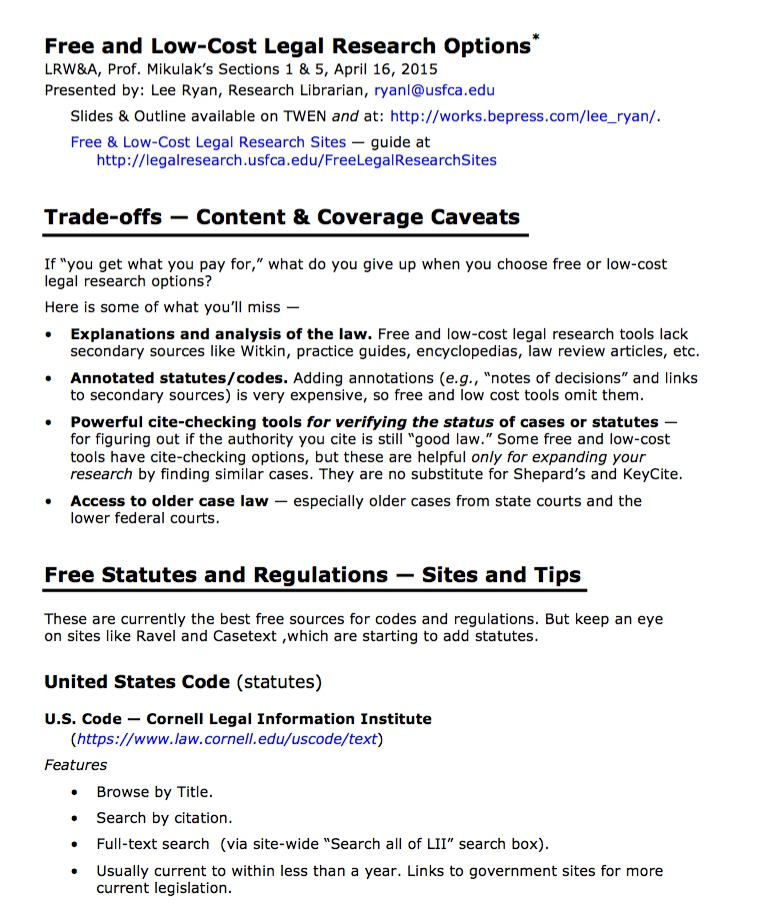 Free and Low-Cost Legal Research Options*
LRW&A, Prof. Mikulak’s Sections 1 & 5, April 16, 2015
Presented by: Lee Ryan, Research Librarian, ryanl@usfca.edu
Slides & Outline available on TWEN and at: http://works.bepress.com/lee_ryan/.
Free & Low-Cost Legal Research Sites — guide at
http://legalresearch.usfca.edu/FreeLegalResearchSites
Trade-offs — Content & Coverage Caveats
If “you get what you pay for,” what do you give up when you choose free or low-cost
legal research options?
Here is some of what you’ll miss —
• Explanations and analysis of the law. Free and low-cost legal research tools lack
secondary sources like Witkin, practice guides, encyclopedias, law review articles, etc.
• Annotated statutes/codes. Adding annotations (e.g., “notes of decisions” and links
to secondary sources) is very expensive, so free and low cost tools omit them.
• Powerful cite-checking tools for verifying the status of cases or statutes —
for figuring out if the authority you cite is still “good law.” Some free and low-cost
tools have cite-checking options, but these are helpful only for expanding your
research by finding similar cases. They are no substitute for Shepard’s and KeyCite.
• Access to older case law — especially older cases from state courts and the
lower federal courts.
Free Statutes and Regulations — Sites and Tips
These are currently the best free sources for codes and regulations. But keep an eye
on sites like Ravel and Casetext ,which are starting to add statutes.
United States Code (statutes)
U.S. Code — Cornell Legal Information Institute
(https://www.law.cornell.edu/uscode/text)
Features
• Browse by Title.
• Search by citation.
• Full-text search  (via site-wide “Search all of LII” search box).
• Usually current to within less than a year. Links to government sites for more
current legislation.